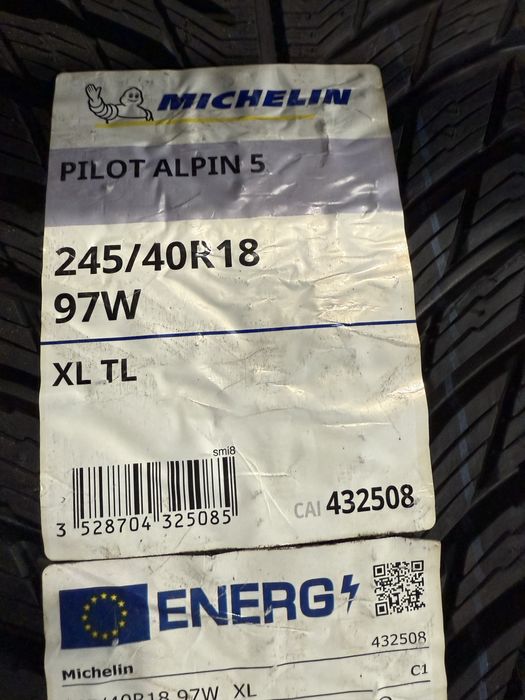 MICHELIN
PILOT ALPIN 5
245/40R18
97W
XL TL
smi8
3 528704 325085
CAI 432508
ENERG
Michelin
432508
/40R18 97W XL
C1